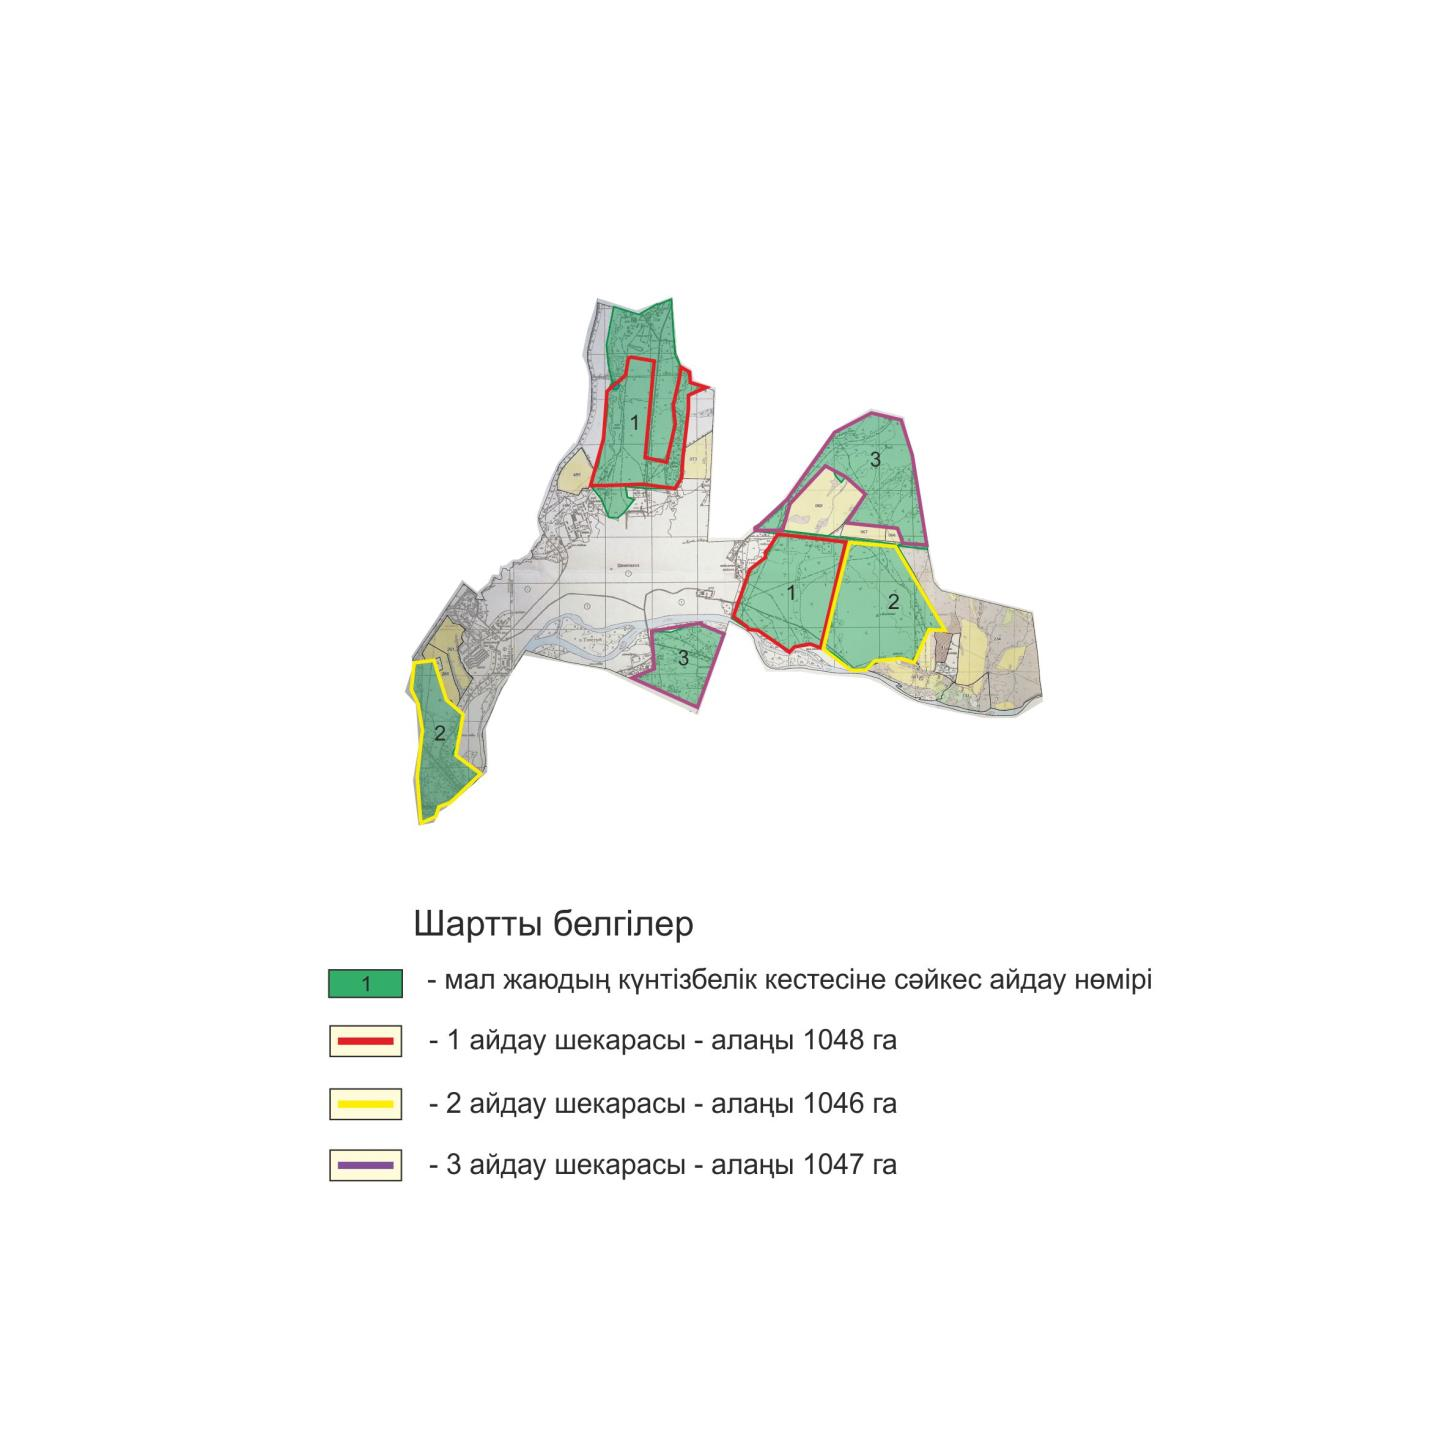 1
3
1
2
3
2
Шартты белгілер
1 - мал жаюдың күнтізбелік кестесіне сәйкес айдау нөмірі
- 1 айдау шекарасы - алаңы 1048 га
- 2 айдау шекарасы - алаңы 1046 га
- 3 айдау шекарасы - алаңы 1047 га